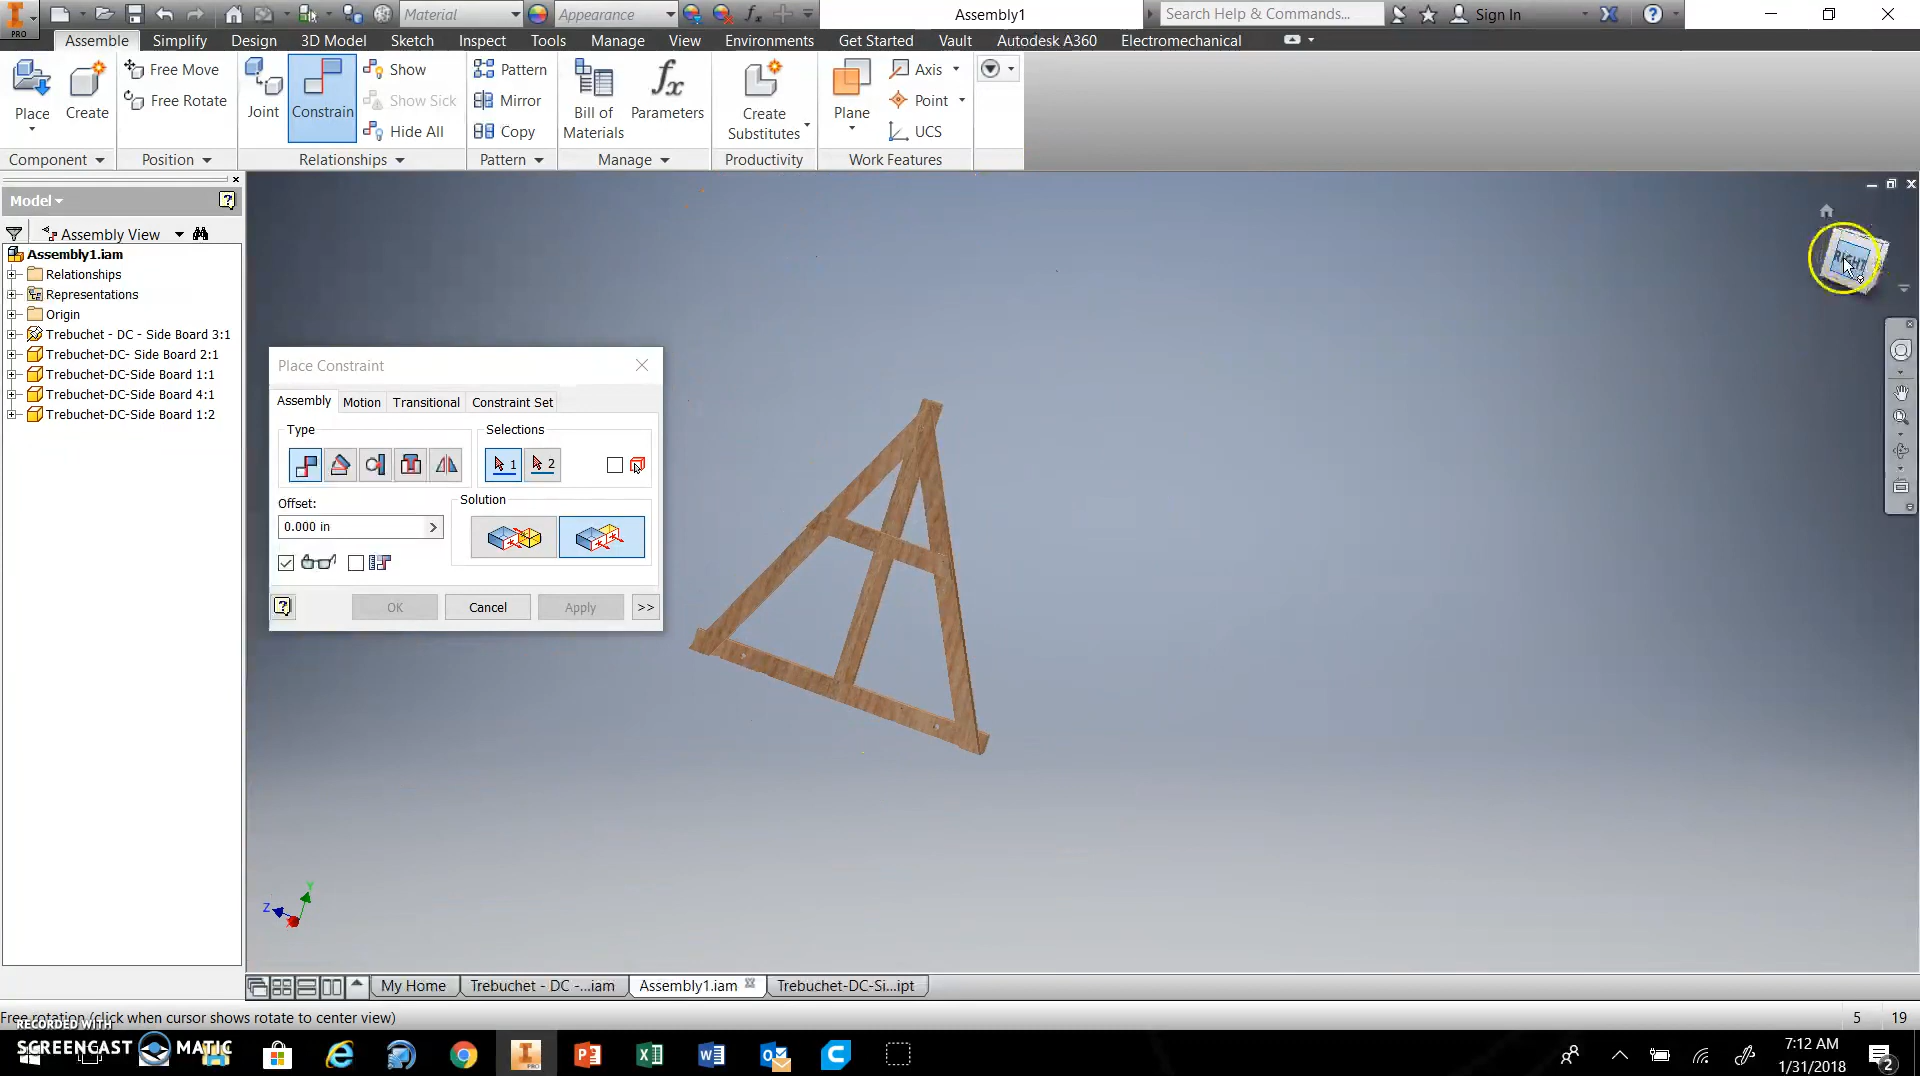 PRO
Material
Appearance
Assembly1
Search Help & Commands...
Sign In
Assemble
Simplify
Design
3D Model
Sketch
Inspect
Tools
Manage
View
Environments
Get Started
Vault
Autodesk A360
Electromechanical
Place
Create
Free Move
Free Rotate
Joint
Constrain
Show
Show Sick
Hide All
Pattern
Mirror
Copy
Bill of
Materials
Parameters
Create
Substitutes
Plane
Axis
Point
UCS
Component
Position
Relationships
Pattern
Manage
Productivity
Work Features
Model
Assembly View
Assembly1.iam
Relationships
Representations
Origin
Trebuchet - DC - Side Board 3:1
Trebuchet-DC- Side Board 2:1
Trebuchet-DC-Side Board 1:1
Trebuchet-DC-Side Board 4:1
Trebuchet-DC-Side Board 1:2
Place Constraint
Assembly
Motion
Transitional
Constraint Set
Type
Selections
1
2
Offset:
0.000 in
Solution
OK
Cancel
Apply
>>
RIGHT
Y
Z
My Home
Trebuchet - DC -...iam
Assembly1.iam
Trebuchet-DC-Si...ipt
Free rotation (click when cursor shows rotate to center view)
5
19
RECORDED WITH
SCREENCAST MATIC
7:12 AM
1/31/2018
2